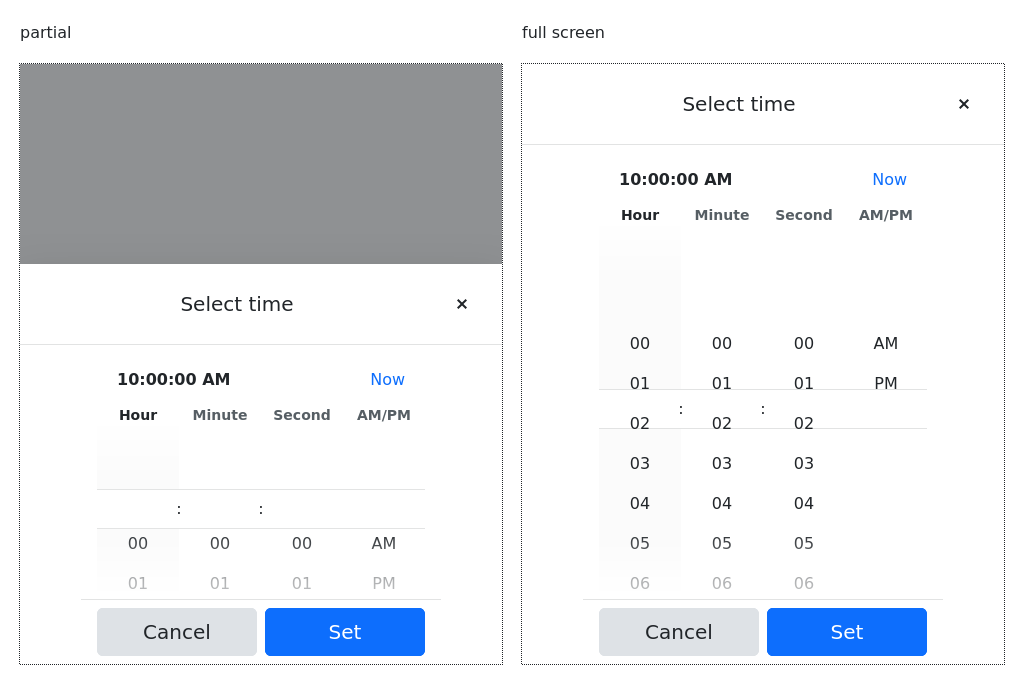 partial
full screen
Select time ×
10:00:00 AM Now
Hour Minute Second AM/PM
: :
00 00 00 AM
01 01 01 PM
Cancel Set
Select time ×
10:00:00 AM Now
Hour Minute Second AM/PM
00 00 00 AM
01 01 01 PM
: :
02 02 02
03 03 03
04 04 04
05 05 05
06 06 06
Cancel Set